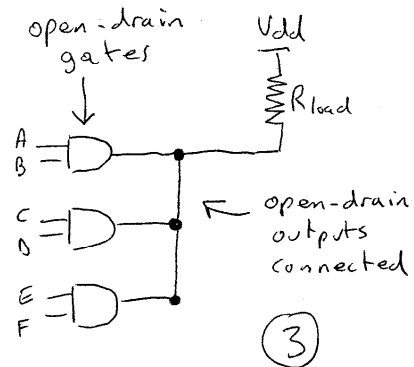 open-drain
gates
Vdd
Rload
A
B
C
D
E
F
open-drain
outputs
connected
3